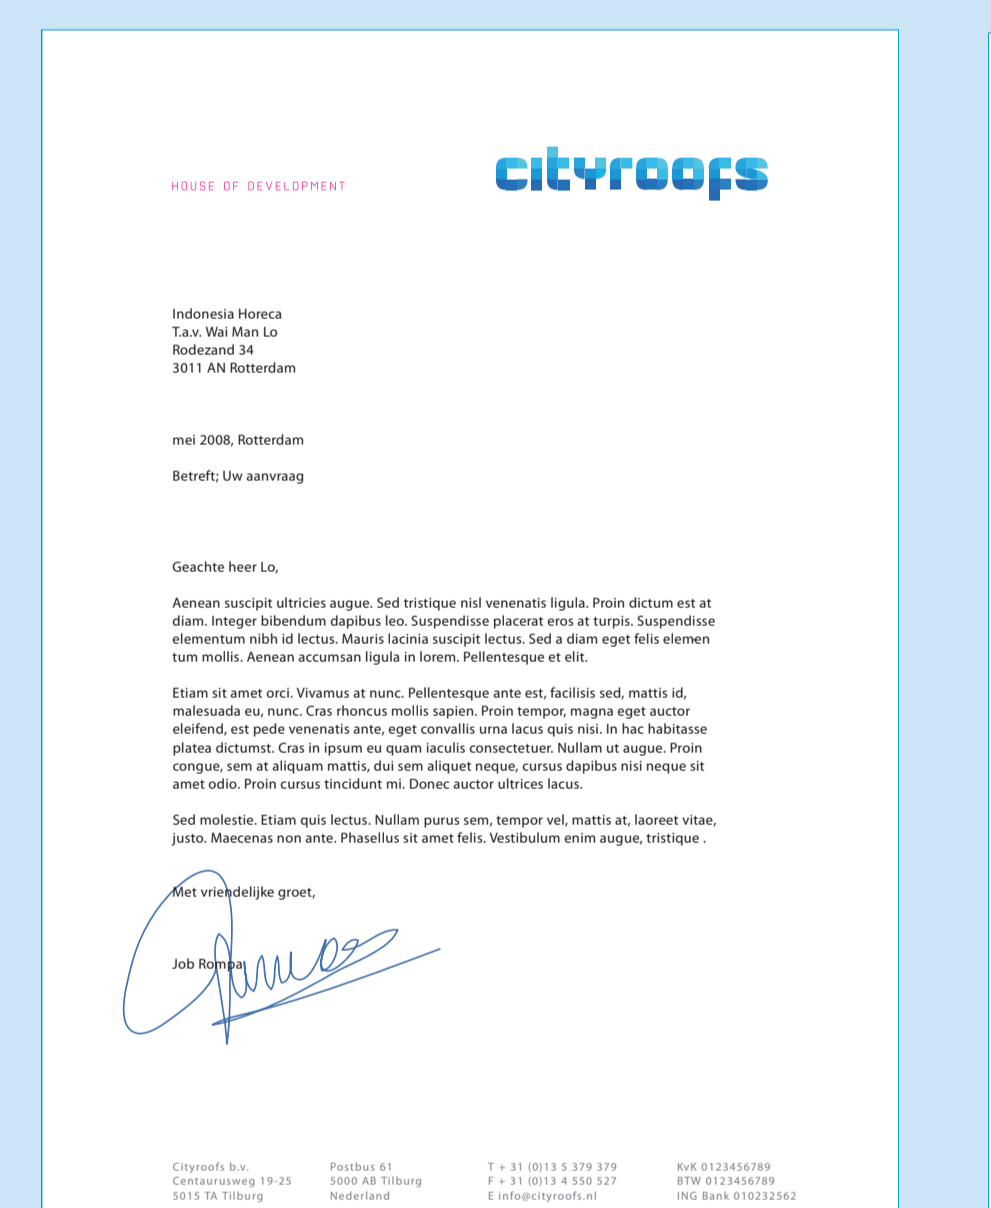 HOUSE OF DEVELOPMENT
cityroofs
Indonesia Horeca
T.a.v. Wai Man Lo
Rodezand 34
3011 AN Rotterdam
mei 2008, Rotterdam
Betreft; Uw aanvraag
Geachte heer Lo,
Aenean suscipit ultricies augue. Sed tristique nisl venenatis ligula. Proin dictum est at
diam. Integer bibendum dapibus leo. Suspendisse placerat eros at turpis. Suspendisse
elementum nibh id lectus. Mauris lacinia suscipit lectus. Sed a diam eget felis elemen
tum mollis. Aenean accumsan ligula in lorem. Pellentesque et elit.
Etiam sit amet orci. Vivamus at nunc. Pellentesque ante est, facilisis sed, mattis id,
malesuada eu, nunc. Cras rhoncus mollis sapien. Proin tempor, magna eget auctor
eleifend, est pede venenatis ante, eget convallis urna lacus quis nisi. In hac habitasse
platea dictumst. Cras in ipsum eu quam iaculis consectetuer. Nullam ut augue. Proin
congue, sem at aliquam mattis, dui sem aliquet neque, cursus dapibus nisi neque sit
amet odio. Proin cursus tincidunt mi. Donec auctor ultrices lacus.
Sed molestie. Etiam quis lectus. Nullam purus sem, tempor vel, mattis at, laoreet vitae,
justo. Maecenas non ante. Phasellus sit amet felis. Vestibulum enim augue, tristique .
Met vriendelijke groet,
Job Rompa
Cityroofs b.v.
Centaurusweg 19-25
5015 TA Tilburg
Postbus 61
5000 AB Tilburg
Nederland
T + 31 (0)13 5 379 379
F + 31 (0)13 4 550 527
E info@cityroofs.nl
KvK 0123456789
BTW 0123456789
ING Bank 010232562